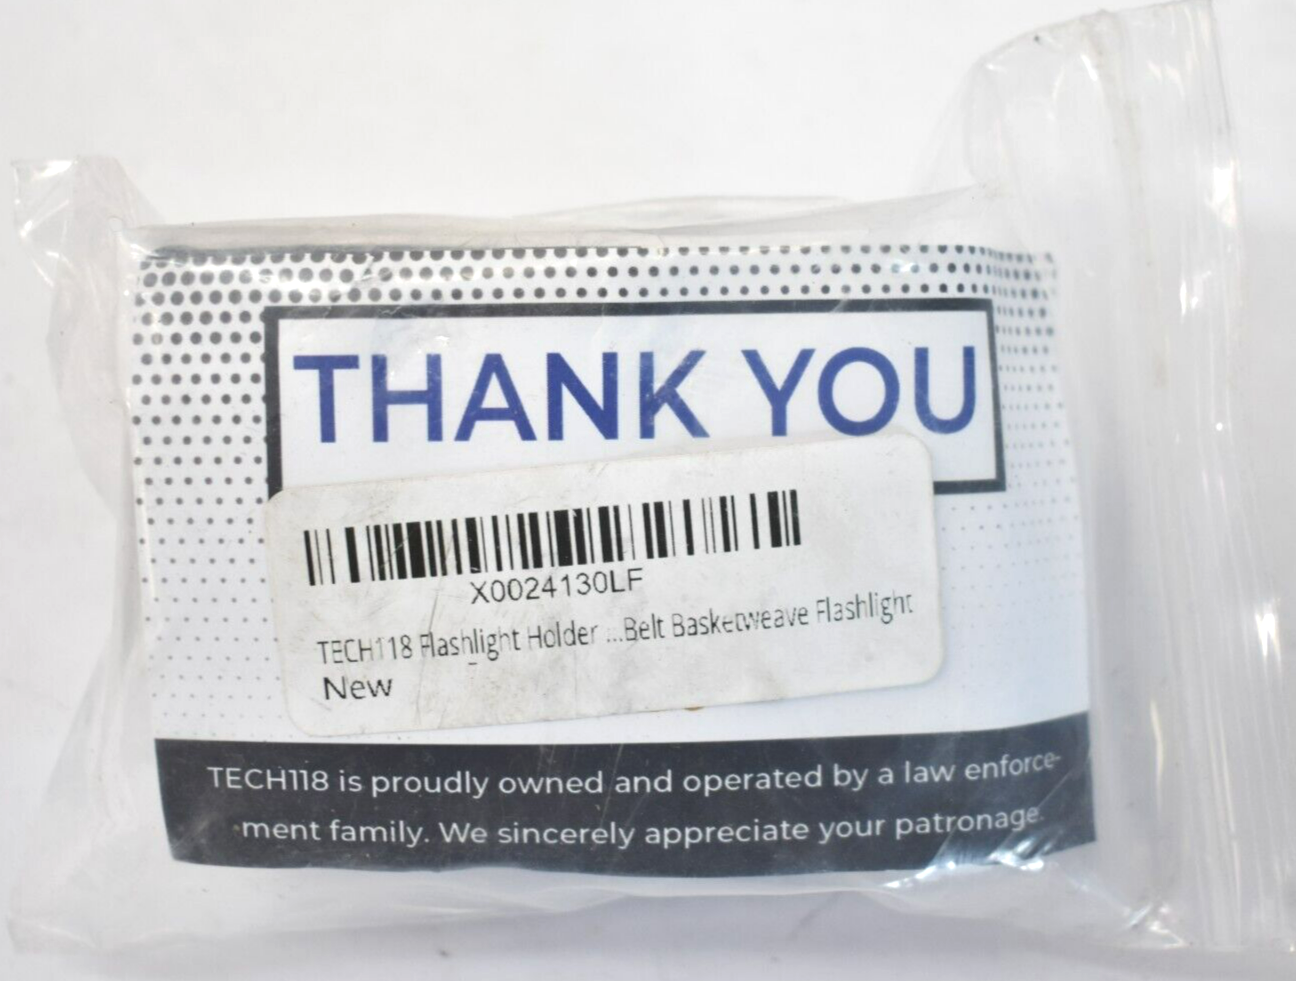 THANK YOU
X0024130LF
TECH118 Flashlight Holder ...Belt Basketweave Flashlight
New
TECH118 is proudly owned and operated by a law enforce-
ment family. We sincerely appreciate your patronage.